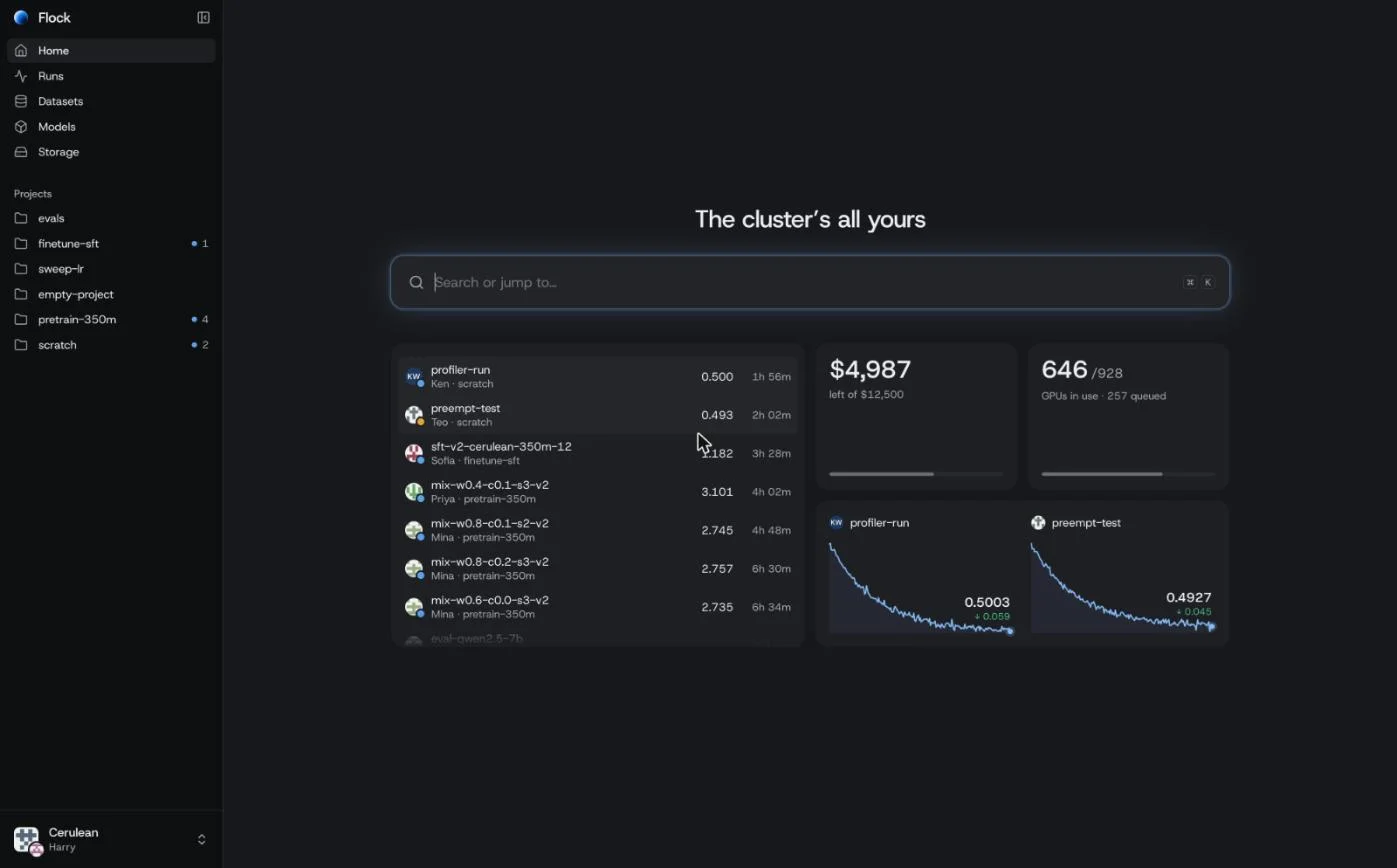 Flock
Home
Runs
Datasets
Models
Storage
Projects
evals
finetune-sft 1
sweep-lr
empty-project
pretrain-350m 4
scratch 2
Cerulean
Harry
The cluster's all yours
Search or jump to... ⌘ K
KW profiler-run 0.500 1h 56m
Ken · scratch
preempt-test 0.493 2h 02m
Teo · scratch
sft-v2-cerulean-350m-12 1.182 3h 28m
Sofia · finetune-sft
mix-w0.4-c0.1-s3-v2 3.101 4h 02m
Priya · pretrain-350m
mix-w0.8-c0.1-s2-v2 2.745 4h 48m
Mina · pretrain-350m
mix-w0.8-c0.2-s3-v2 2.757 6h 30m
Mina · pretrain-350m
mix-w0.6-c0.0-s3-v2 2.735 6h 34m
Mina · pretrain-350m
eval-qwen2.5-7b
$4,987
left of $12,500
646 /928
GPUs in use · 257 queued
KW profiler-run
0.5003
↓ 0.059
preempt-test
0.4927
↓ 0.045